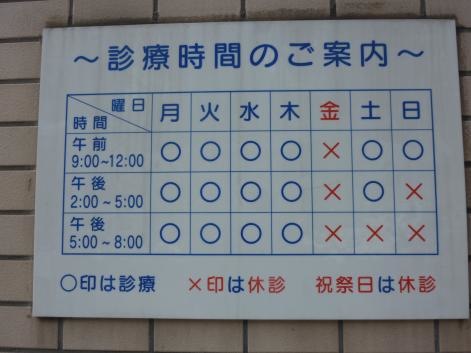 ～診療時間のご案内～
曜日 月 火 水 木 金 土 日
時間
午前
9:00~12:00 ○ ○ ○ ○ × ○ ○
午後
2:00~5:00 ○ ○ ○ ○ × ○ ×
午後
5:00~8:00 ○ ○ ○ ○ × × ×
○印は診療 ×印は休診 祝祭日は休診